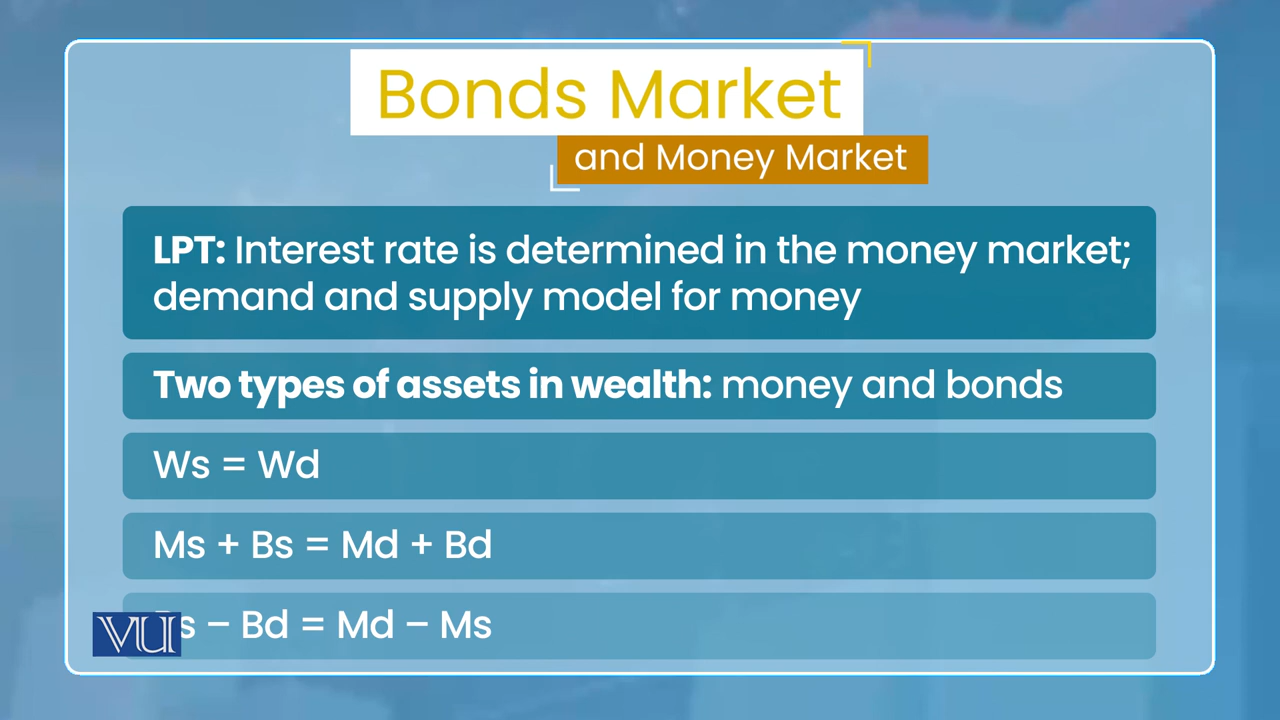 Bonds Market
and Money Market
LPT: Interest rate is determined in the money market;
demand and supply model for money
Two types of assets in wealth: money and bonds
Ws = Wd
Ms + Bs = Md + Bd
s – Bd = Md – Ms
VU